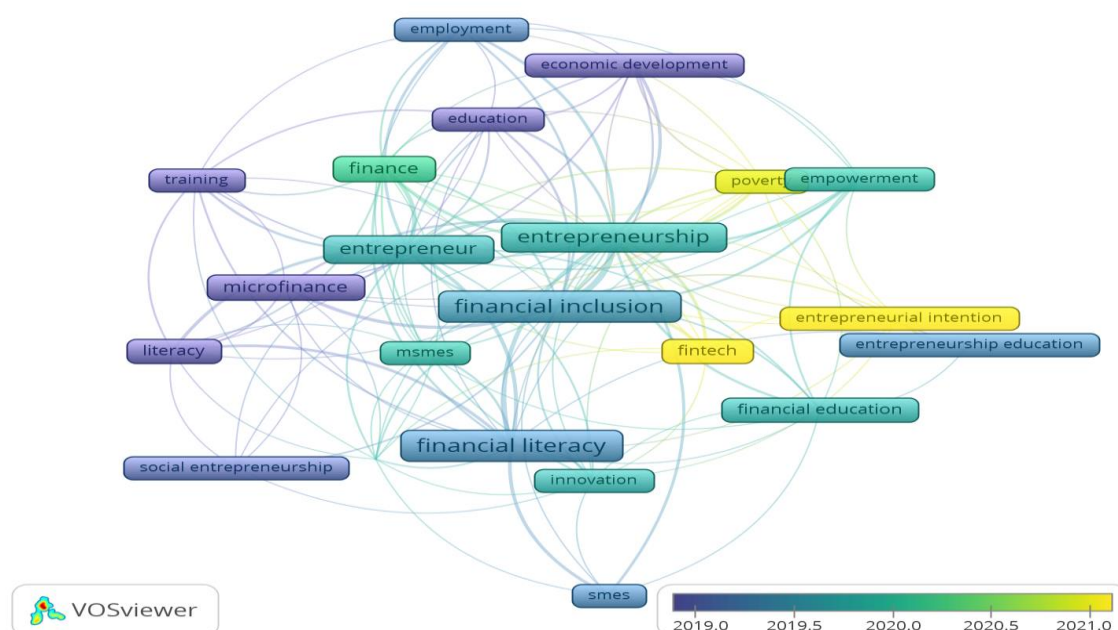 employment
economic development
education
finance
training
povert
empowerment
entrepreneurship
entrepreneur
microfinance
financial inclusion
entrepreneurial intention
entrepreneurship education
literacy
msmes
fintech
financial education
financial literacy
social entrepreneurship
innovation
smes
VOSviewer
2019.0 2019.5 2020.0 2020.5 2021.0